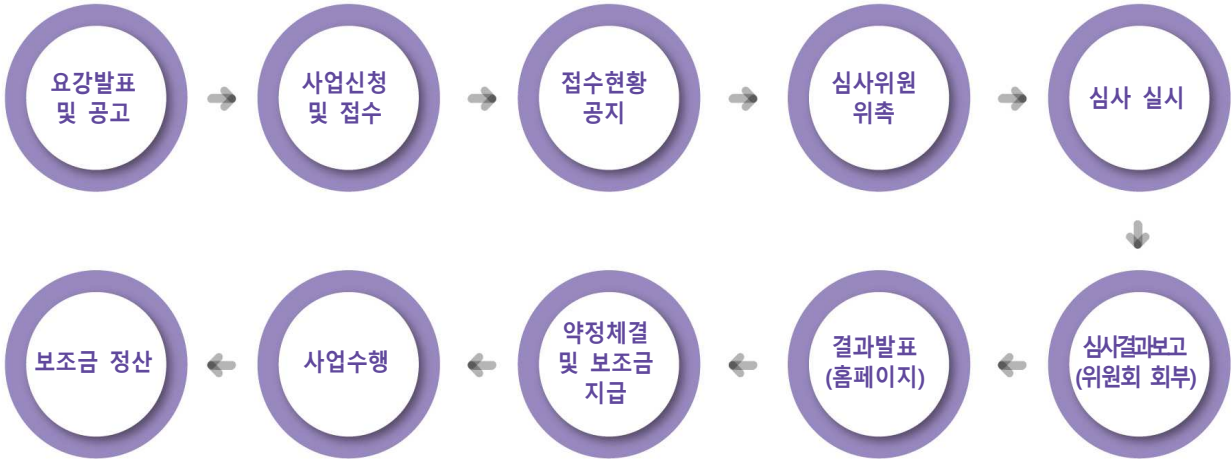 요강발표
및 공고
사업신청
및 접수
접수현황
공지
심사위원
위촉
심사 실시
심사결과보고
(위원회 회부)
결과발표
(홈페이지)
약정체결
및 보조금
지급
사업수행
보조금 정산